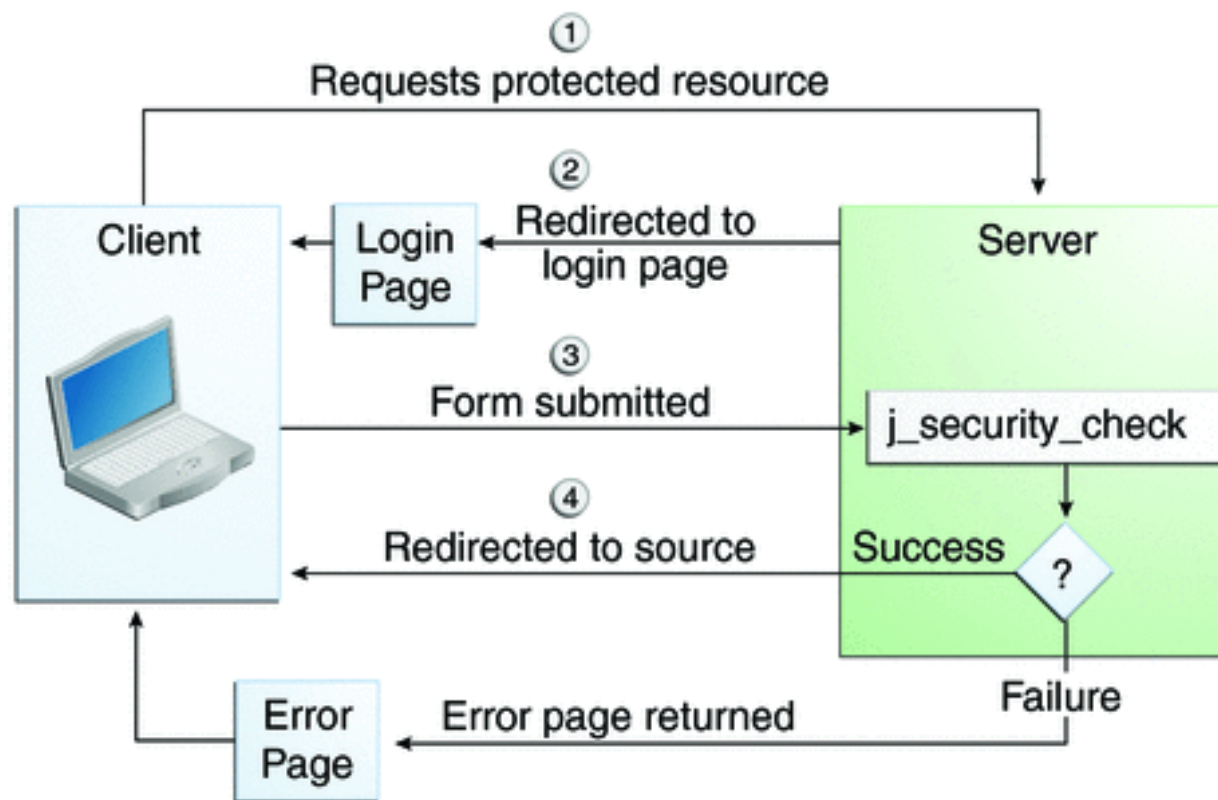 1
Requests protected resource
2
Client
Login
Page
Redirected to
login page
Server
3
Form submitted
j_security_check
4
Redirected to source
Success
?
Failure
Error
Page
Error page returned